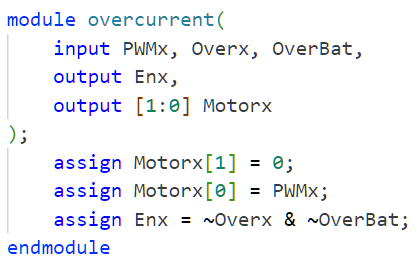 module overcurrent(
    input PWMx, Overx, OverBat,
    output Enx,
    output [1:0] Motorx
);
    assign Motorx[1] = 0;
    assign Motorx[0] = PWMx;
    assign Enx = ~Overx & ~OverBat;
endmodule